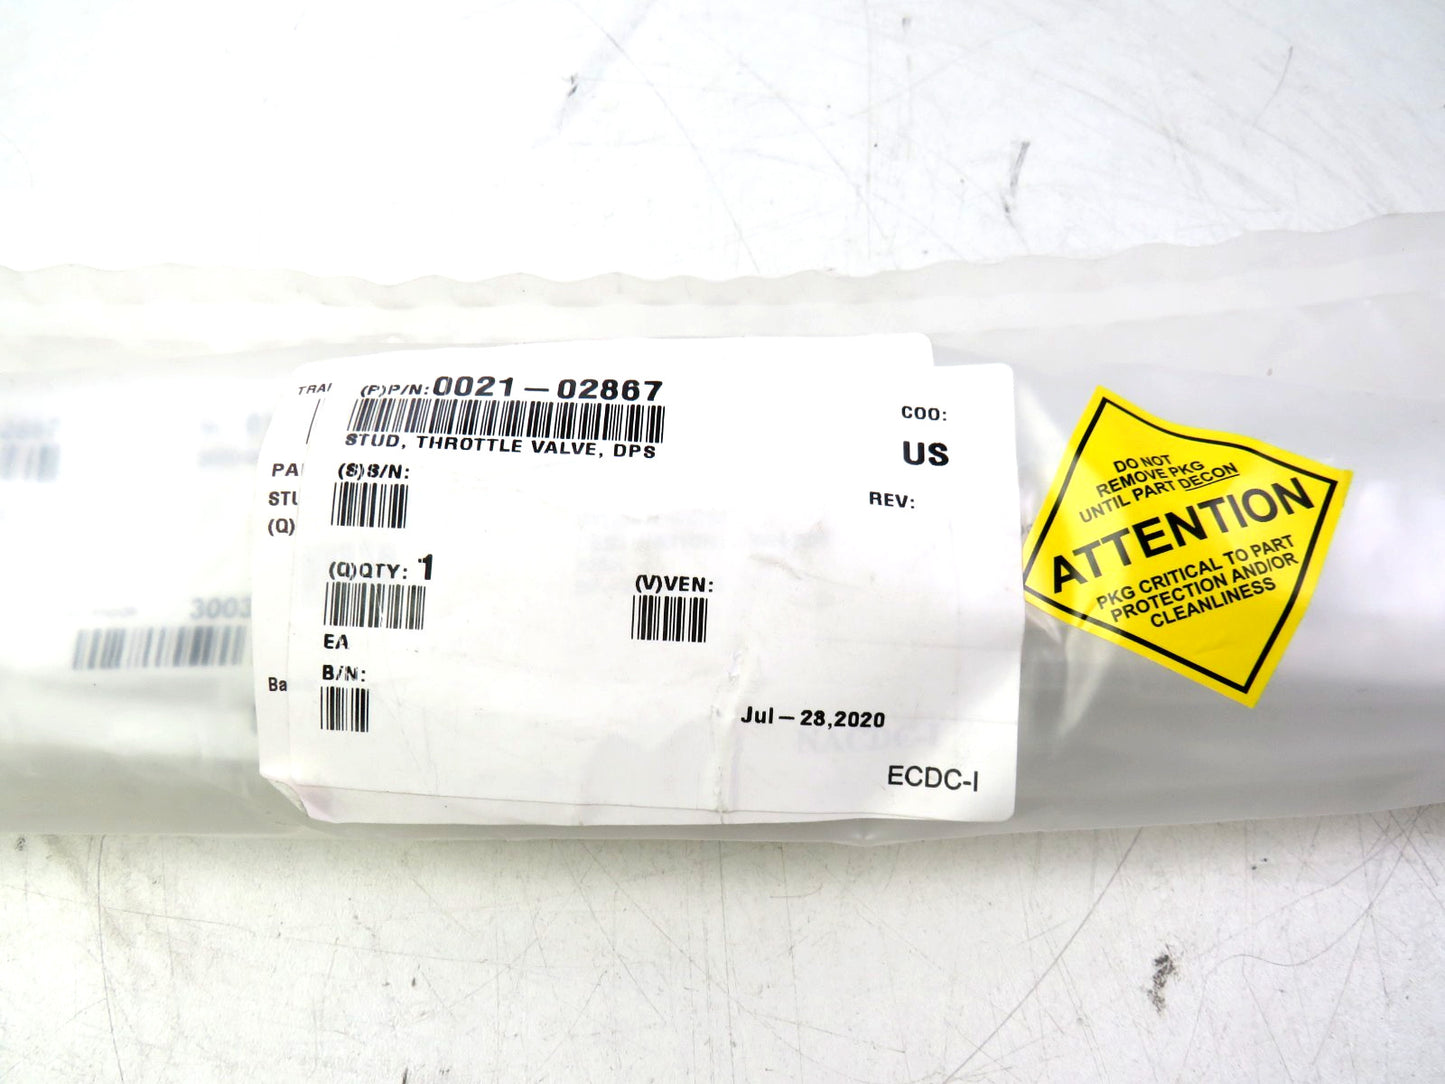 TRA
(P)P/N: 0021-02867
STUD, THROTTLE VALVE, DPS
COO:
US
PA
(S)S/N:
STU
REV:
(Q)
(Q)QTY: 1
(V)VEN:
EA
3003
B/N:
Ba
Jul-28,2020
ECDC-I
DO NOT
REMOVE PKG
UNTIL PART DECON
ATTENTION
PKG CRITICAL TO PART
PROTECTION AND/OR
CLEANLINESS